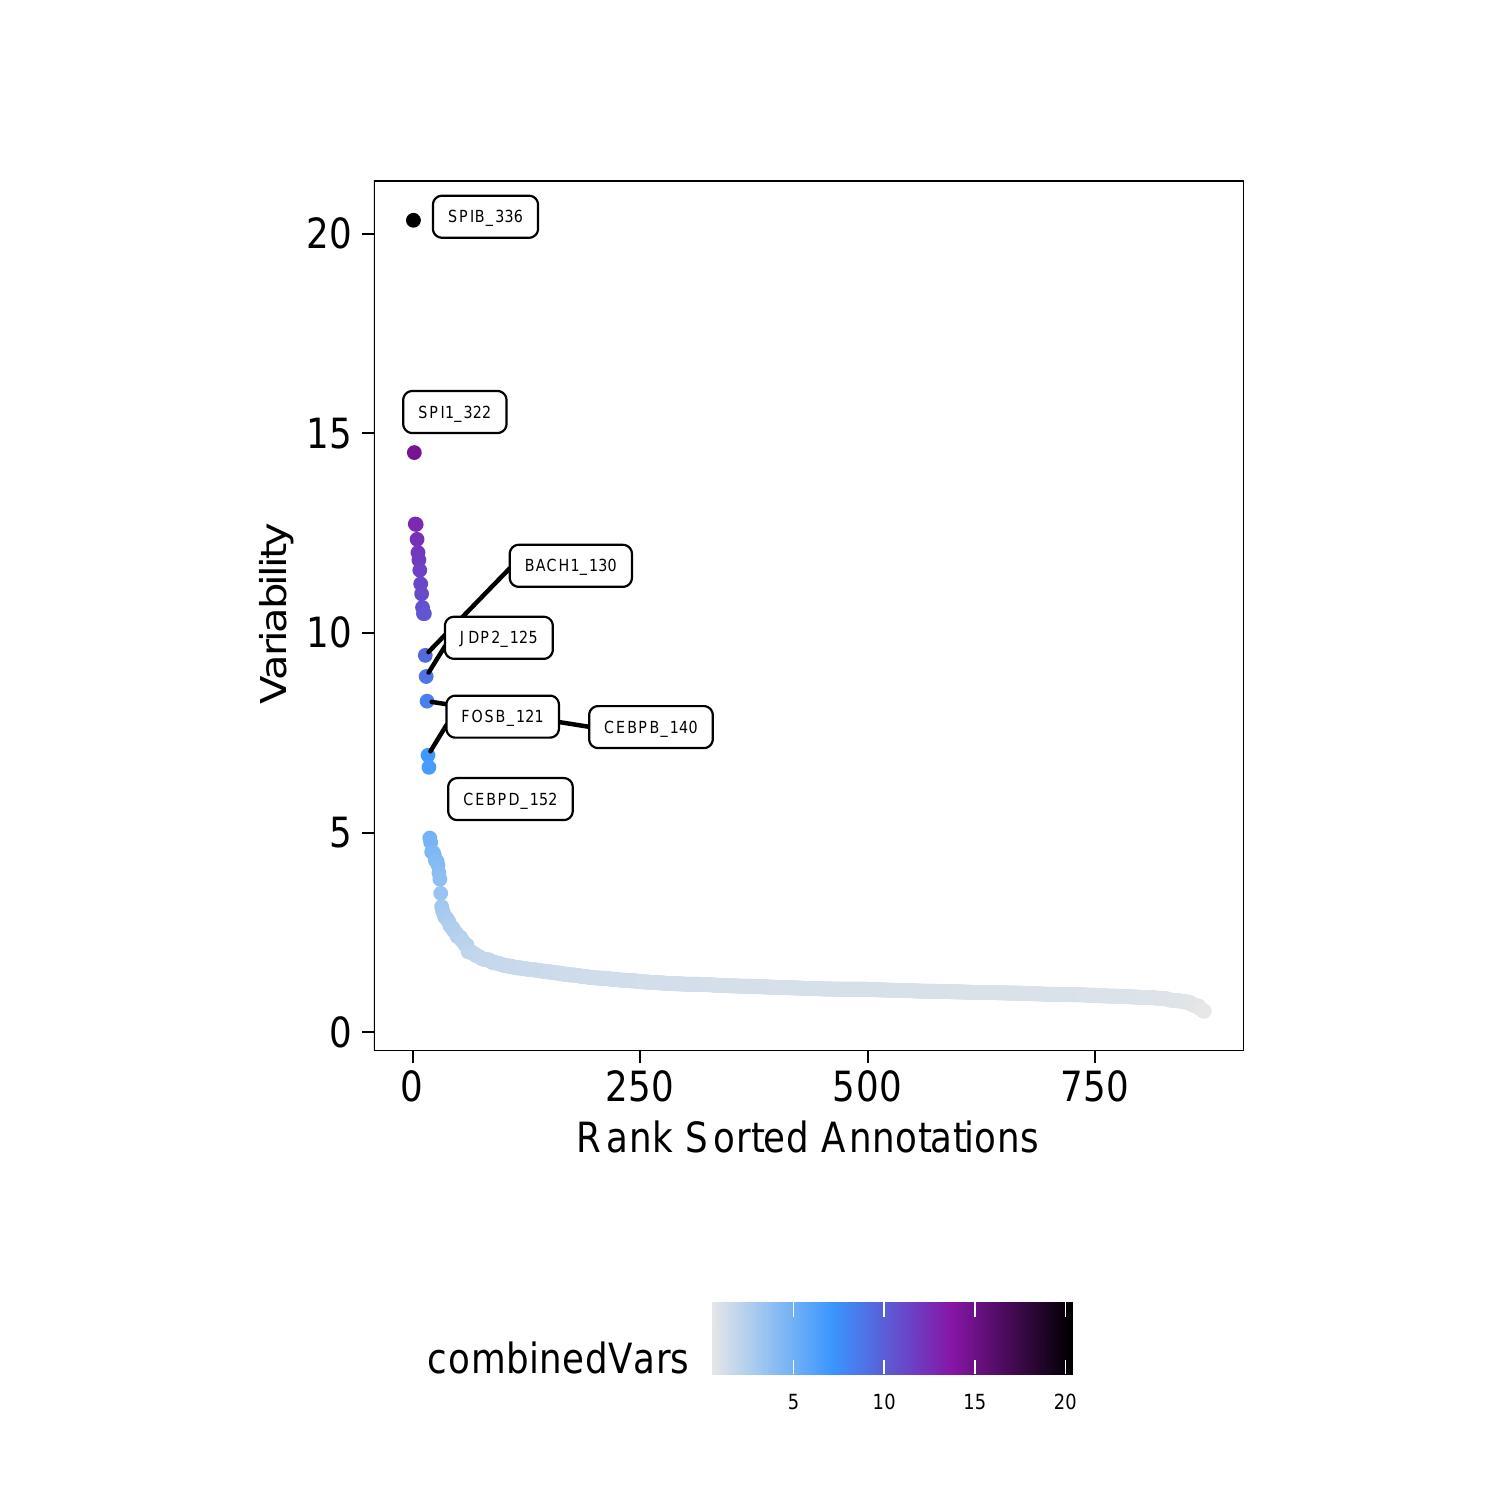 SPIB_336
20
SPI1_322
15
BACH1_130
JDP2_125
10
FOSB_121
CEBPB_140
CEBPD_152
5
0
Variability
0 250 500 750
Rank Sorted Annotations
combinedVars
5 10 15 20